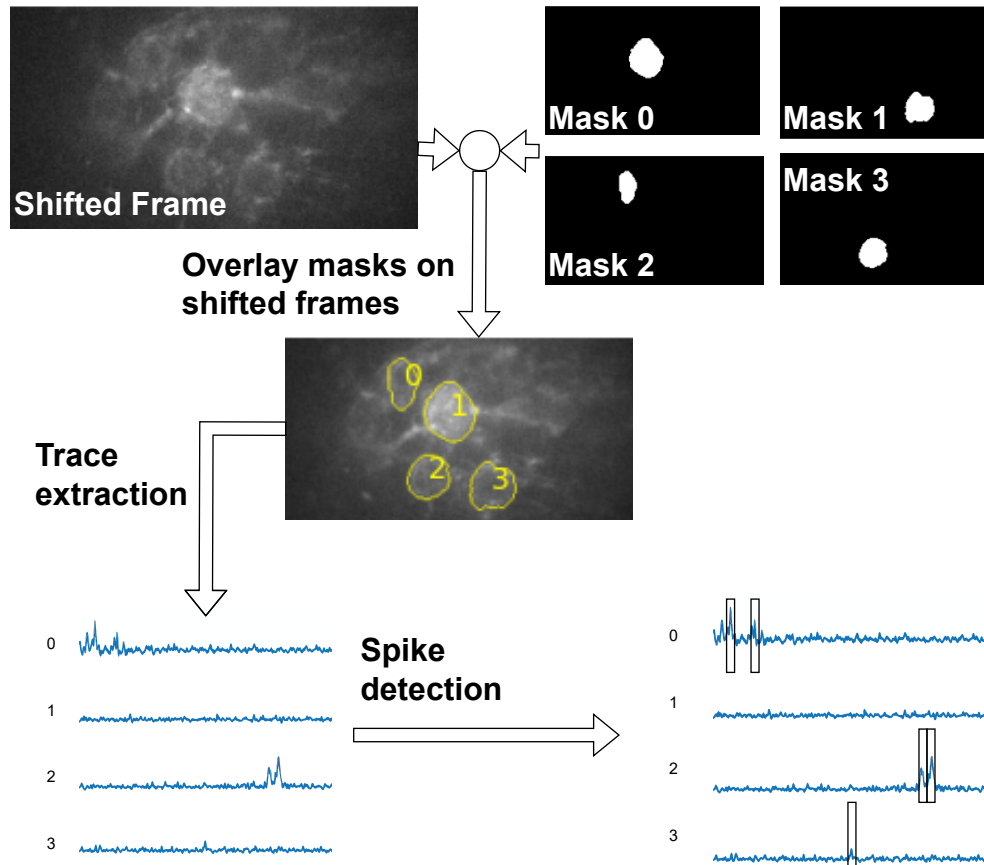 Shifted Frame
Mask 0
Mask 1
Mask 2
Mask 3
Overlay masks on
shifted frames
0
1
2
3
Trace
extraction
0
1
2
3
Spike
detection
0
1
2
3